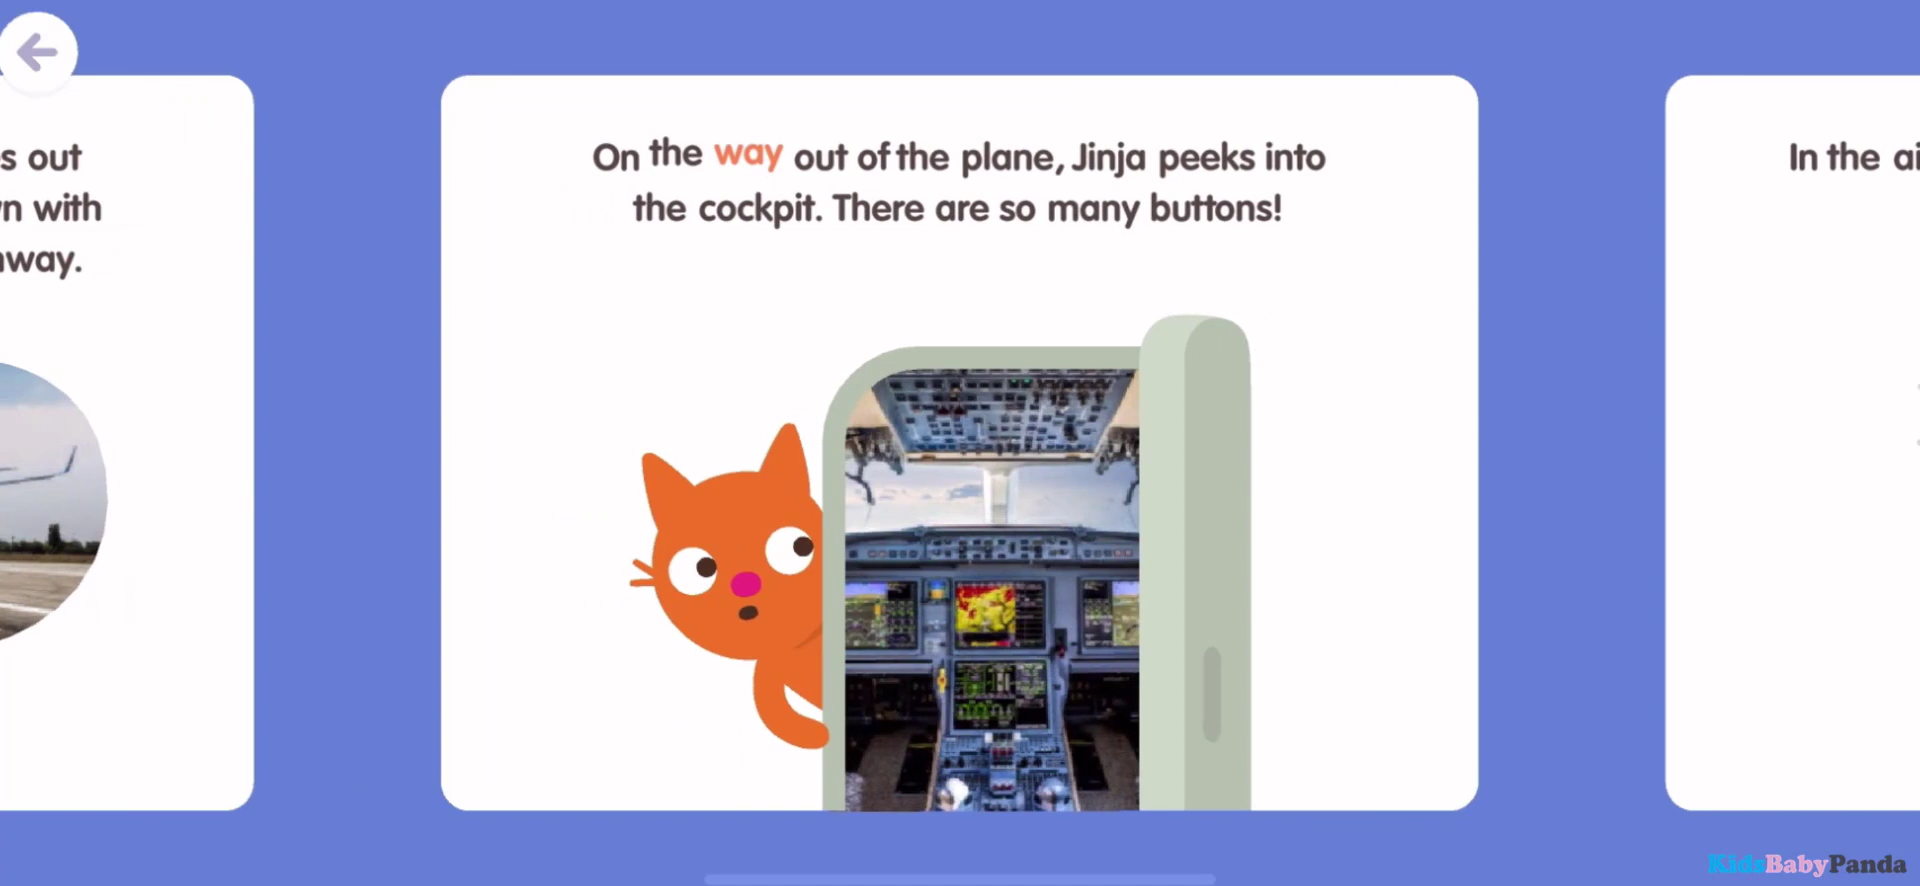 s out
n with
way.
On the way out of the plane, Jinja peeks into
the cockpit. There are so many buttons!
In the ai
KidsBabyPanda